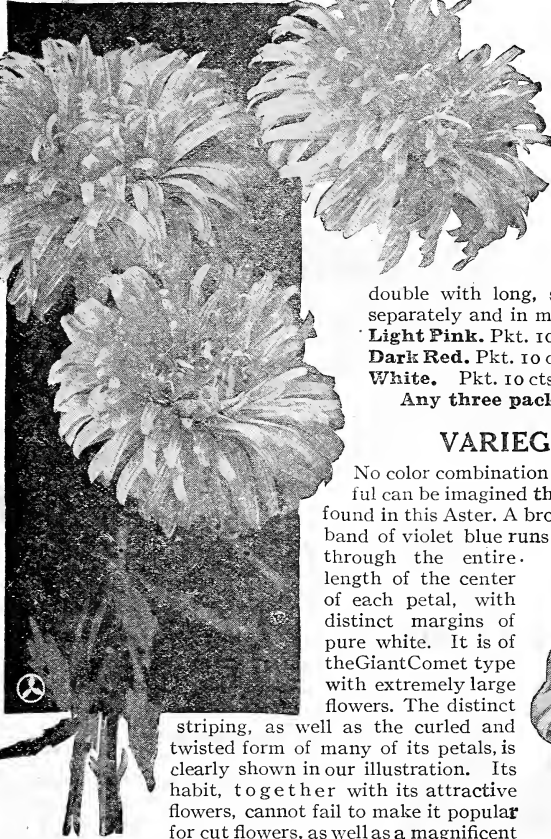 double with long, s
separately and in m
Light Pink. Pkt. 10
Dark Red. Pkt. 10 c
White. Pkt. 10 cts
Any three pack
VARIEG
No color combination
ful can be imagined th
found in this Aster. A bro
band of violet blue runs
through the entire
length of the center
of each petal, with
distinct margins of
pure white. It is of
theGiantComet type
with extremely large
flowers. The distinct
striping, as well as the curled and
twisted form of many of its petals, is
clearly shown in our illustration. Its
habit, together with its attractive
flowers, cannot fail to make it popular
for cut flowers, as well as a magnificent